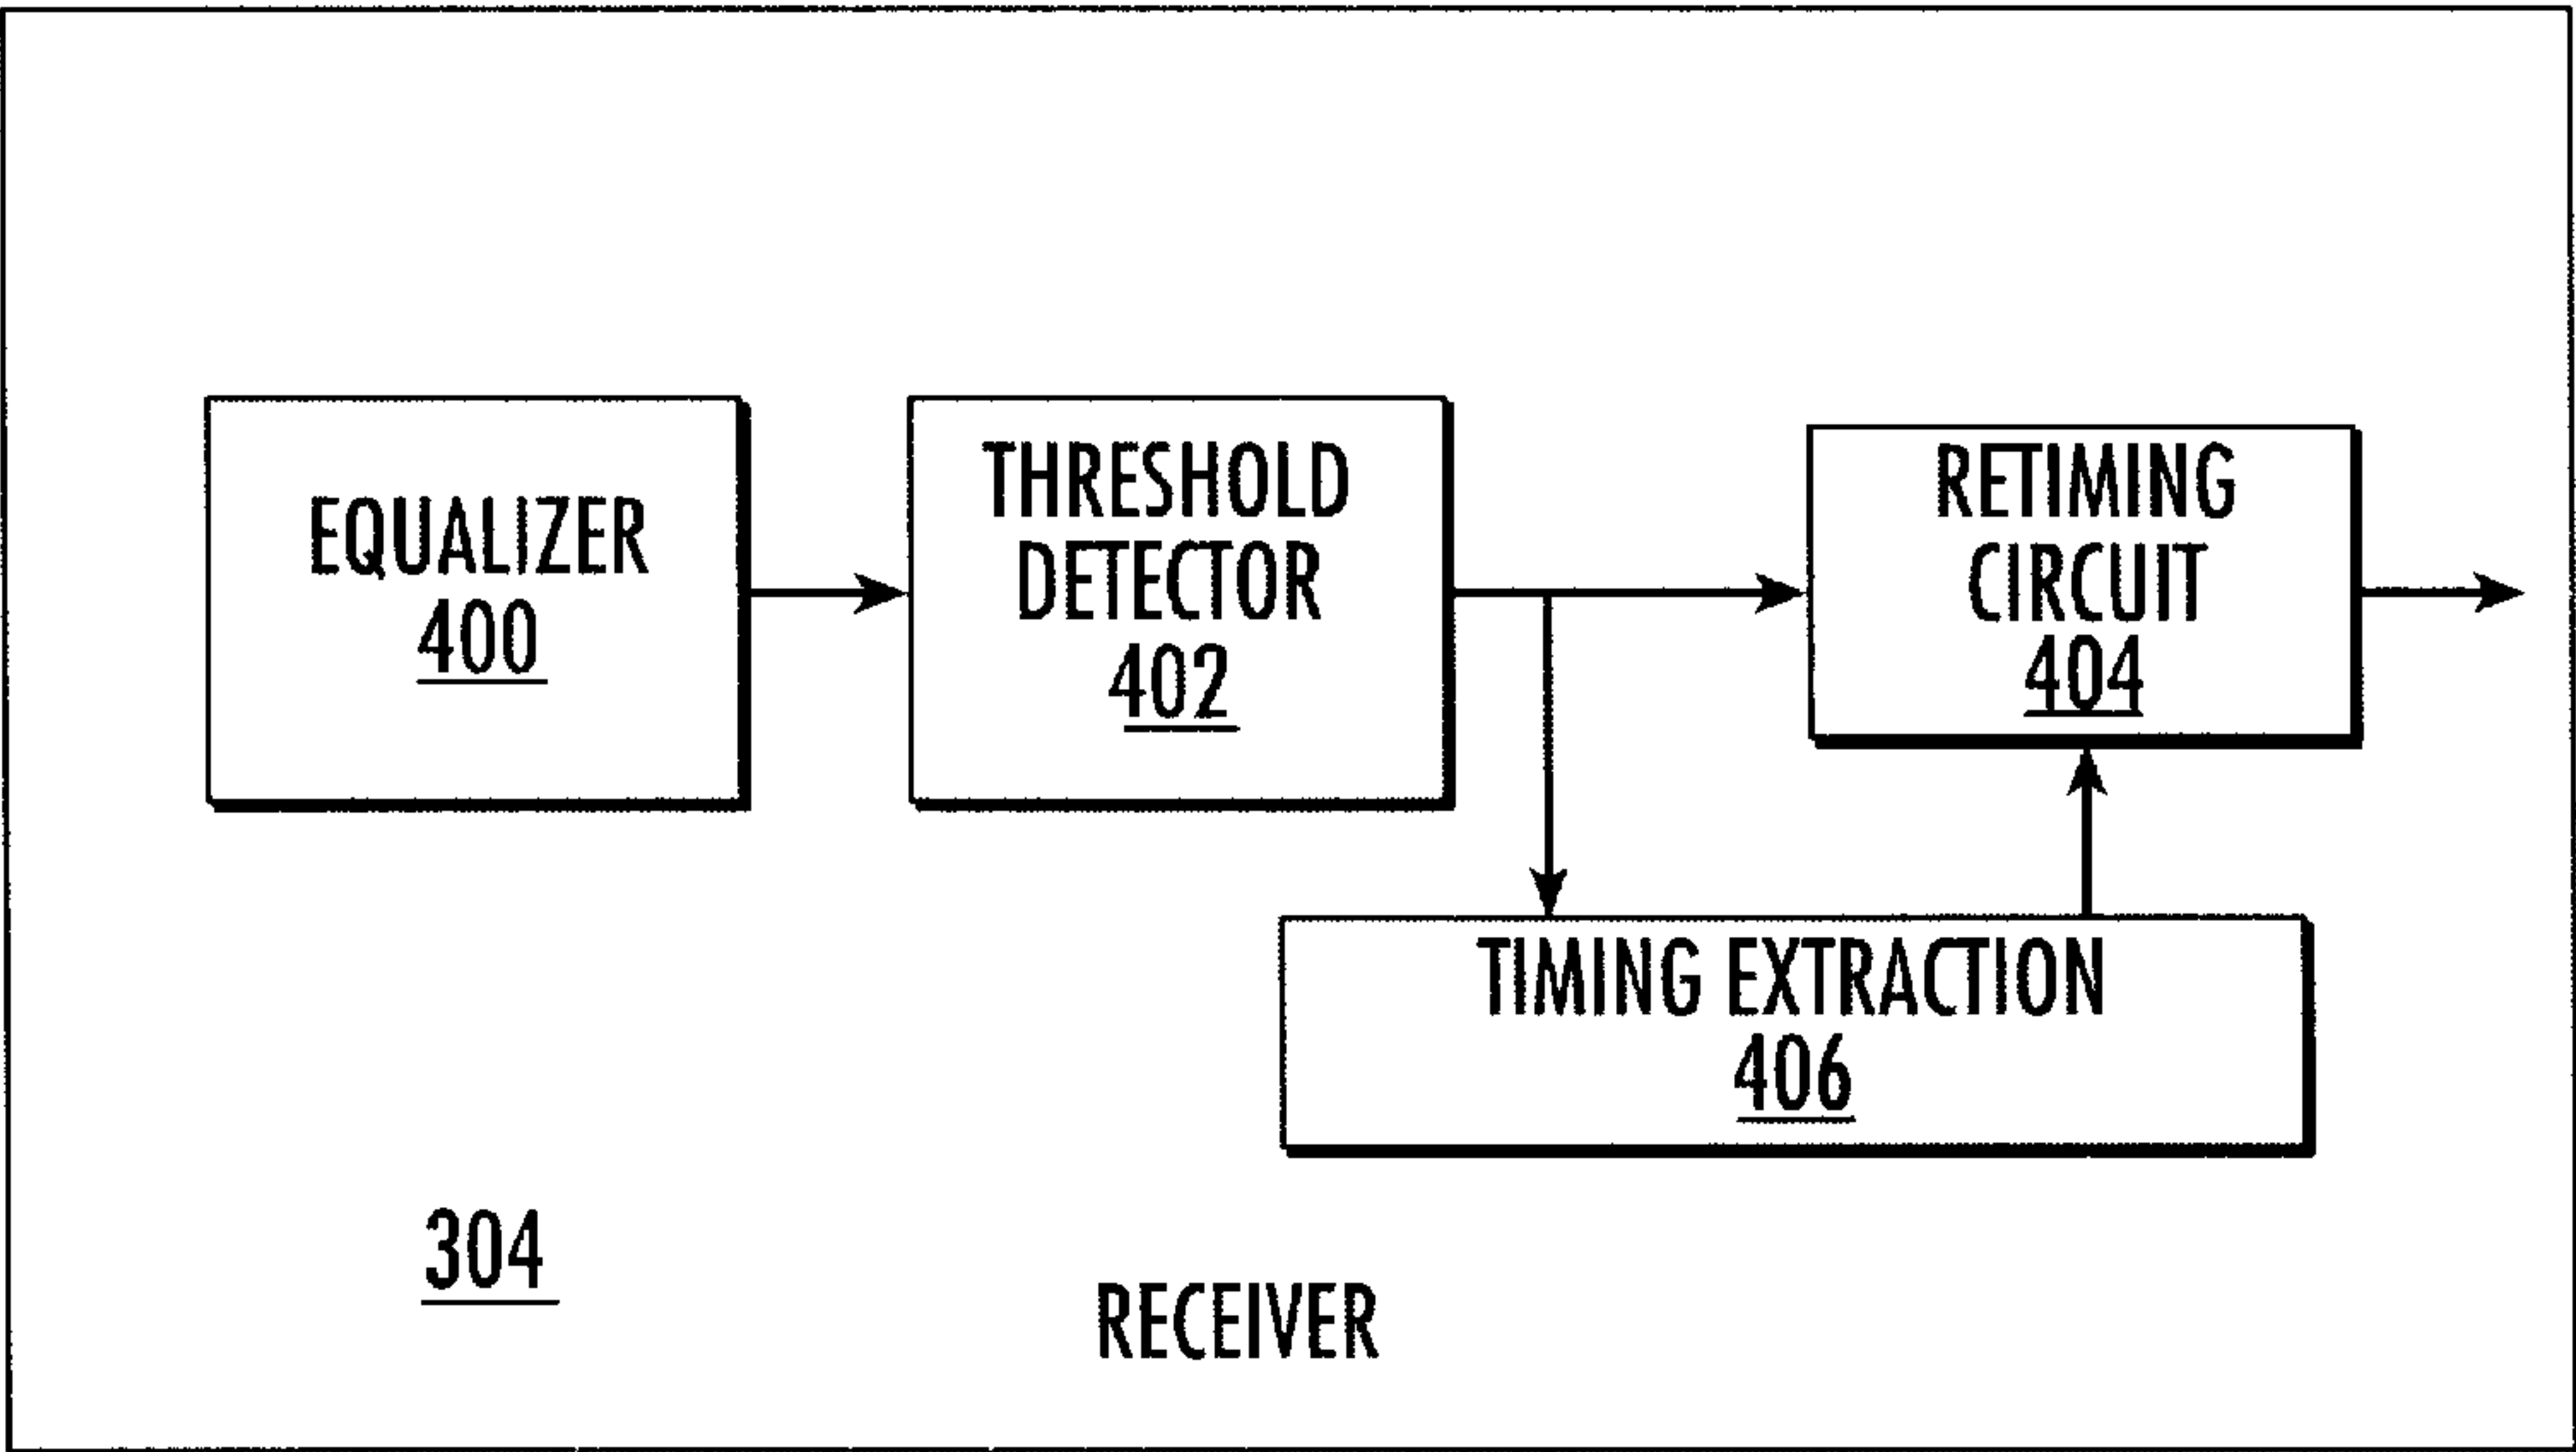 EQUALIZER
400
THRESHOLD
DETECTOR
402
RETIMING
CIRCUIT
404
TIMING EXTRACTION
406
304
RECEIVER